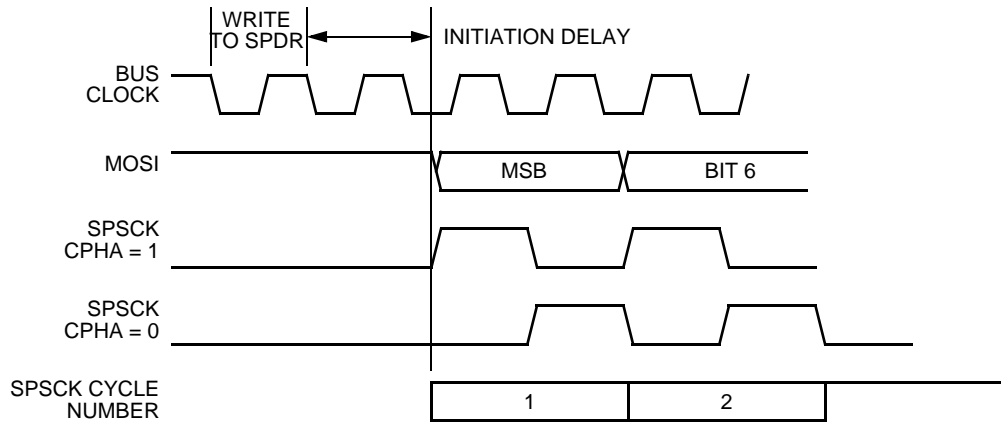 WRITE
TO SPDR
INITIATION DELAY
BUS
CLOCK
MOSI
MSB
BIT 6
SPSCK
CPHA = 1
SPSCK
CPHA = 0
SPSCK CYCLE
NUMBER
1
2